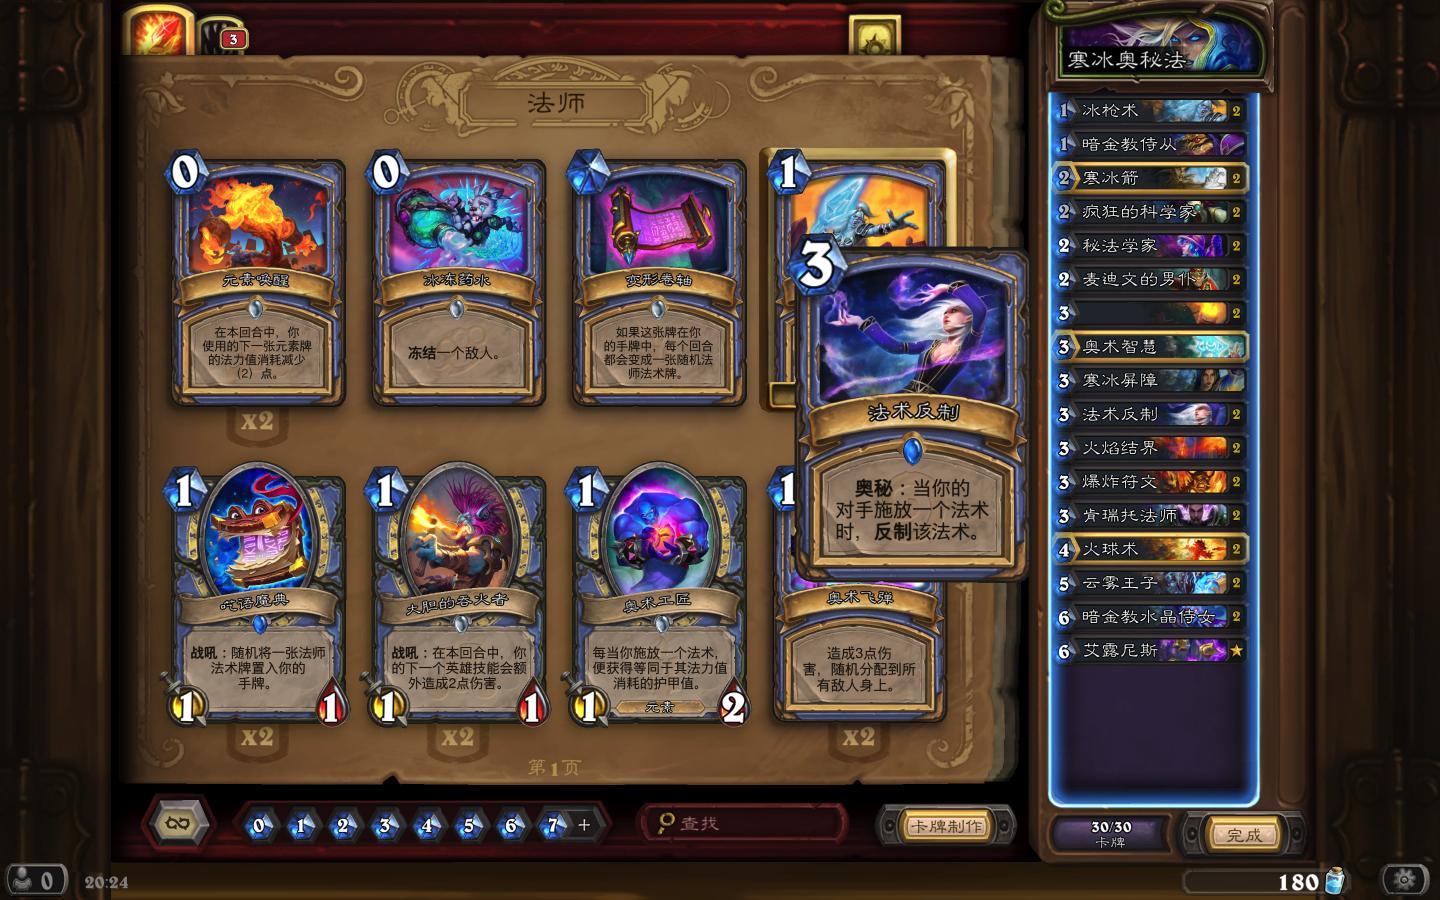 3
法师
0
元素唤醒
在本回合中，你
使用的下一张元素牌
的法力值消耗减少
（2）点。
x2
0
冰冻药水
冻结一个敌人。
变形卷轴
如果这张牌在你
的手牌中，每个回合
都会变成一张随机法
师法术牌。
1
3
法术反制
奥秘：当你的
对手施放一个法术
时，反制该法术。
1
呓语魔典
战吼：随机将一张法师
法术牌置入你的
手牌。
1
1
x2
1
大胆的吞火者
战吼：在本回合中，你
的下一个英雄技能会额
外造成2点伤害。
1
1
x2
1
奥术工匠
每当你施放一个法术，
便获得等同于其法力值
消耗的护甲值。
元素
1
2
1
奥术飞弹
造成3点伤
害，随机分配到所
有敌人身上。
x2
第1页
0
1
2
3
4
5
6
7
+
查找
卡牌制作
寒冰奥秘法
1 冰枪术 2
1 暗金教侍从
2 寒冰箭 2
2 疯狂的科学家 2
2 秘法学家 2
2 麦迪文的男仆 2
3 2
3 奥术智慧 2
3 寒冰屏障 2
3 法术反制 2
3 火焰结界 2
3 爆炸符文 2
3 肯瑞托法师 2
4 火球术 2
5 云雾王子 2
6 暗金教水晶侍女 2
6 艾露尼斯
30/30
卡牌
完成
0
20:24
180